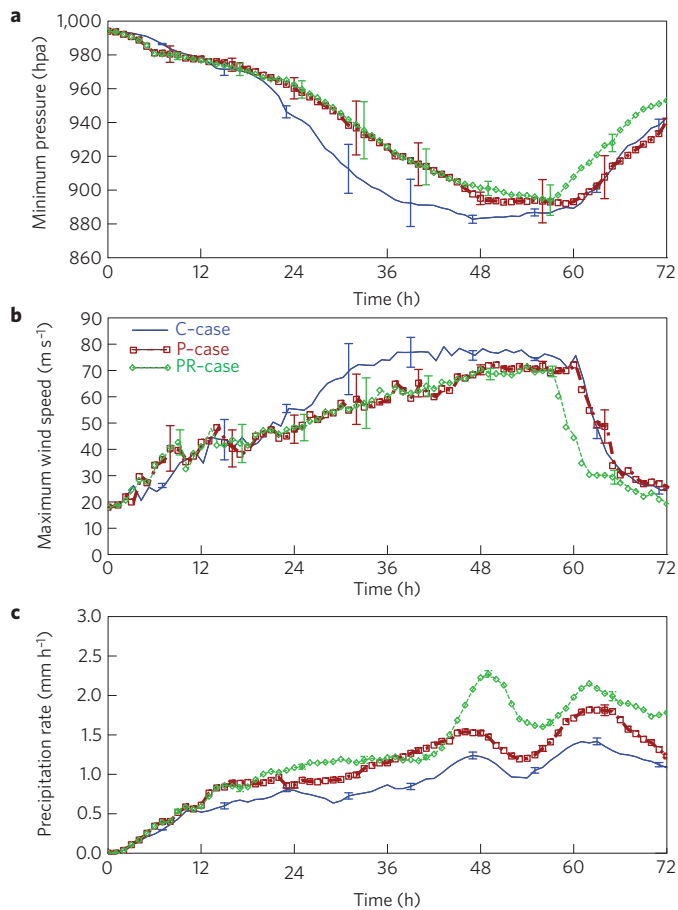 a
Minimum pressure (hpa)
1,000
980
960
940
920
900
880
860
0 12 24 36 48 60 72
Time (h)
b
Maximum wind speed (m s⁻¹)
90
80
70
60
50
40
30
20
10
0
C-case
P-case
PR-case
0 12 24 36 48 60 72
Time (h)
c
Precipitation rate (mm h⁻¹)
3.0
2.5
2.0
1.5
1.0
0.5
0.0
0 12 24 36 48 60 72
Time (h)